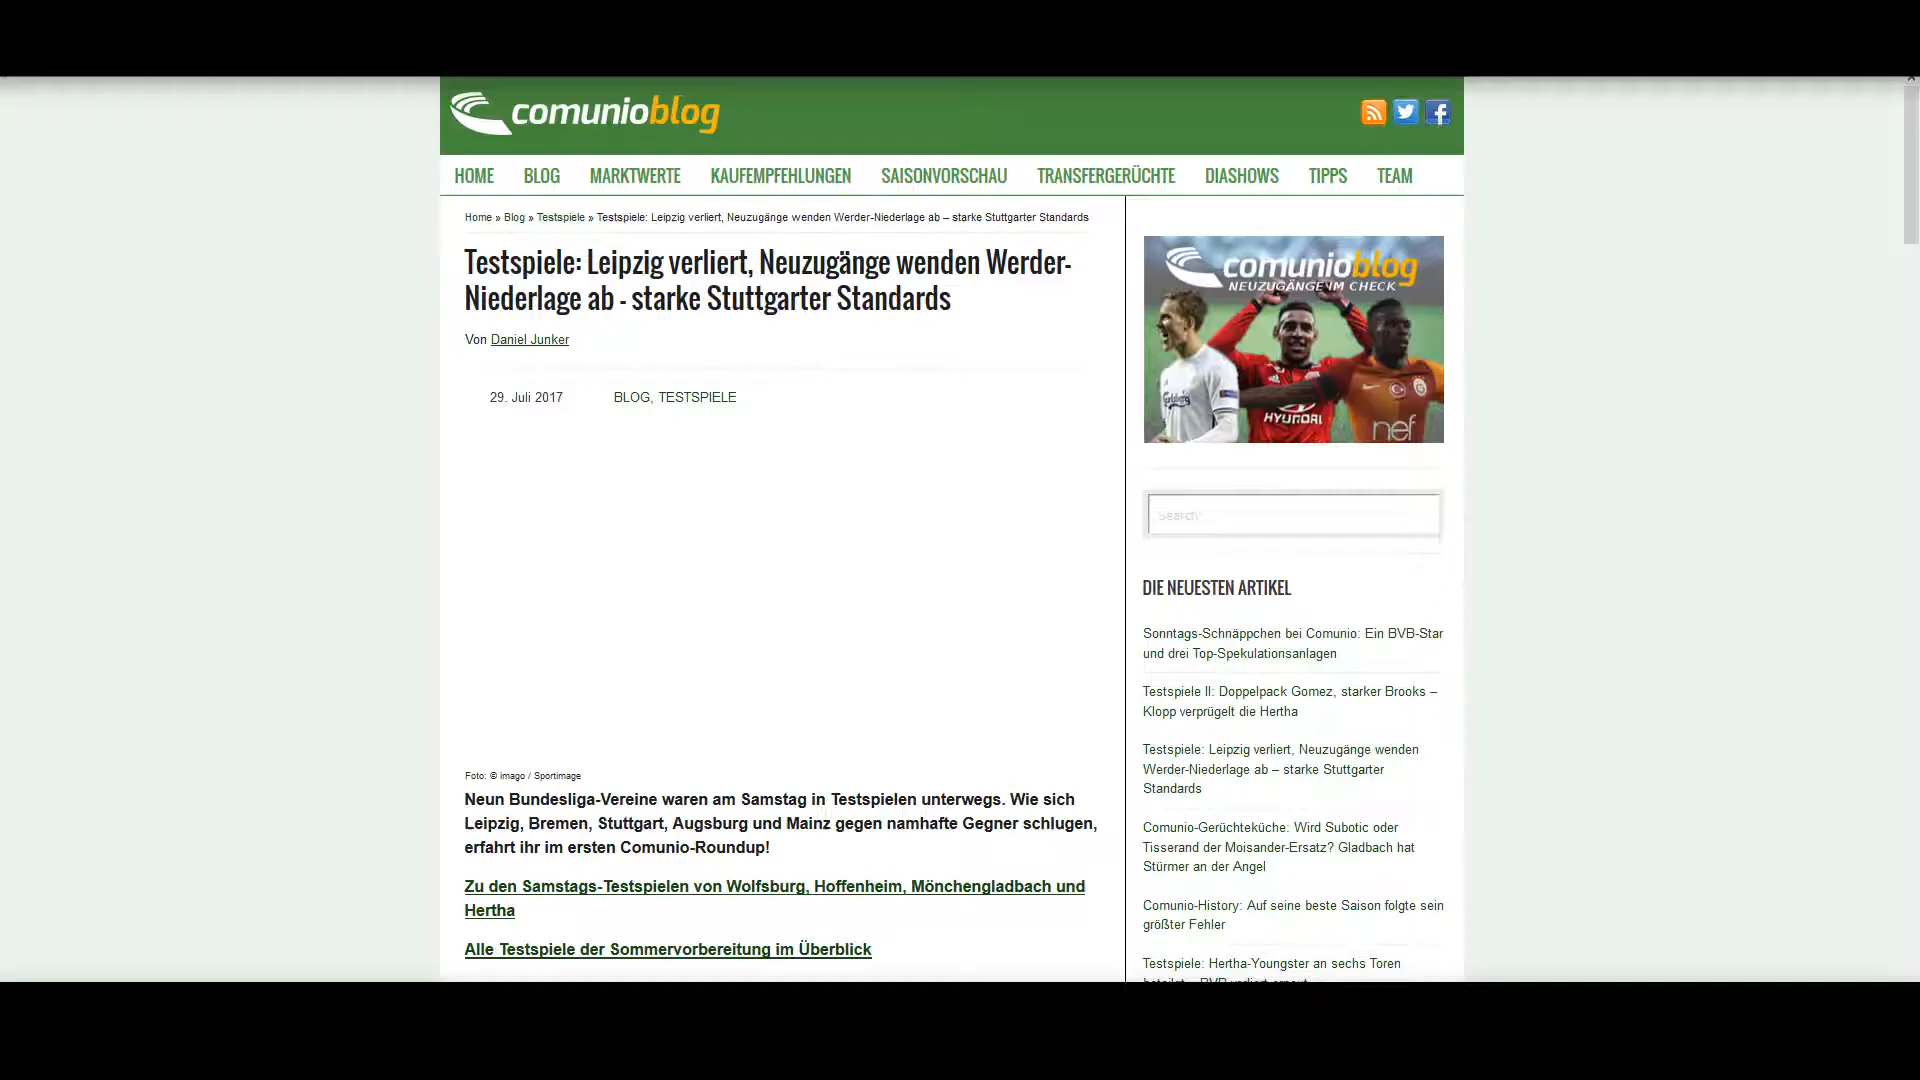 comunioblog
HOME BLOG MARKTWERTE KAUFEMPFEHLUNGEN SAISONVORSCHAU TRANSFERGERÜCHTE DIASHOWS TIPPS TEAM
Home » Blog » Testspiele » Testspiele: Leipzig verliert, Neuzugänge wenden Werder-Niederlage ab – starke Stuttgarter Standards
Testspiele: Leipzig verliert, Neuzugänge wenden Werder-
Niederlage ab - starke Stuttgarter Standards
Von Daniel Junker
29. Juli 2017 BLOG, TESTSPIELE
Foto: © imago / Sportimage
Neun Bundesliga-Vereine waren am Samstag in Testspielen unterwegs. Wie sich
Leipzig, Bremen, Stuttgart, Augsburg und Mainz gegen namhafte Gegner schlugen,
erfahrt ihr im ersten Comunio-Roundup!
Zu den Samstags-Testspielen von Wolfsburg, Hoffenheim, Mönchengladbach und
Hertha
Alle Testspiele der Sommervorbereitung im Überblick
comunioblog
NEUZUGÄNGE IM CHECK
Carlsberg
HYUNDAI
nef
Search
DIE NEUESTEN ARTIKEL
Sonntags-Schnäppchen bei Comunio: Ein BVB-Star
und drei Top-Spekulationsanlagen
Testspiele II: Doppelpack Gomez, starker Brooks –
Klopp verprügelt die Hertha
Testspiele: Leipzig verliert, Neuzugänge wenden
Werder-Niederlage ab – starke Stuttgarter
Standards
Comunio-Gerüchteküche: Wird Subotic oder
Tisserand der Moisander-Ersatz? Gladbach hat
Stürmer an der Angel
Comunio-History: Auf seine beste Saison folgte sein
größter Fehler
Testspiele: Hertha-Youngster an sechs Toren